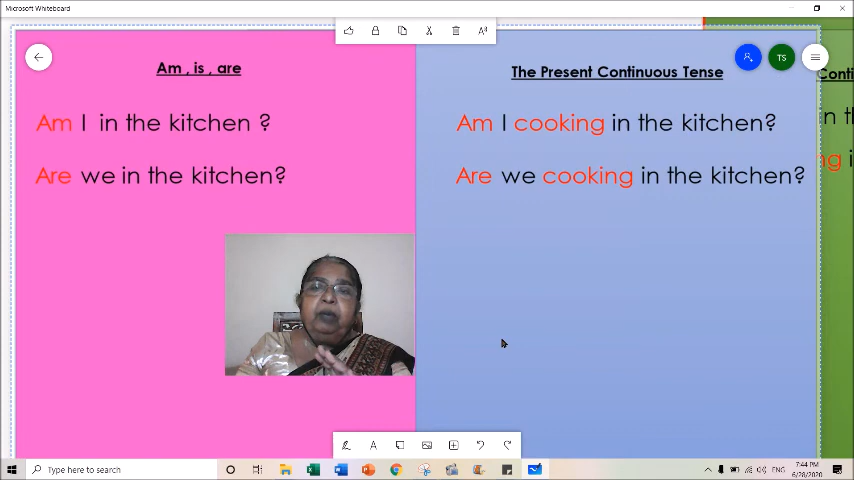 Microsoft Whiteboard
Am , is , are
Am I in the kitchen ?
Are we in the kitchen?
The Present Continuous Tense
Am I cooking in the kitchen?
Are we cooking in the kitchen?
TS
Conti
n t
ng i
Type here to search
ENG
7:44 PM
6/28/2020